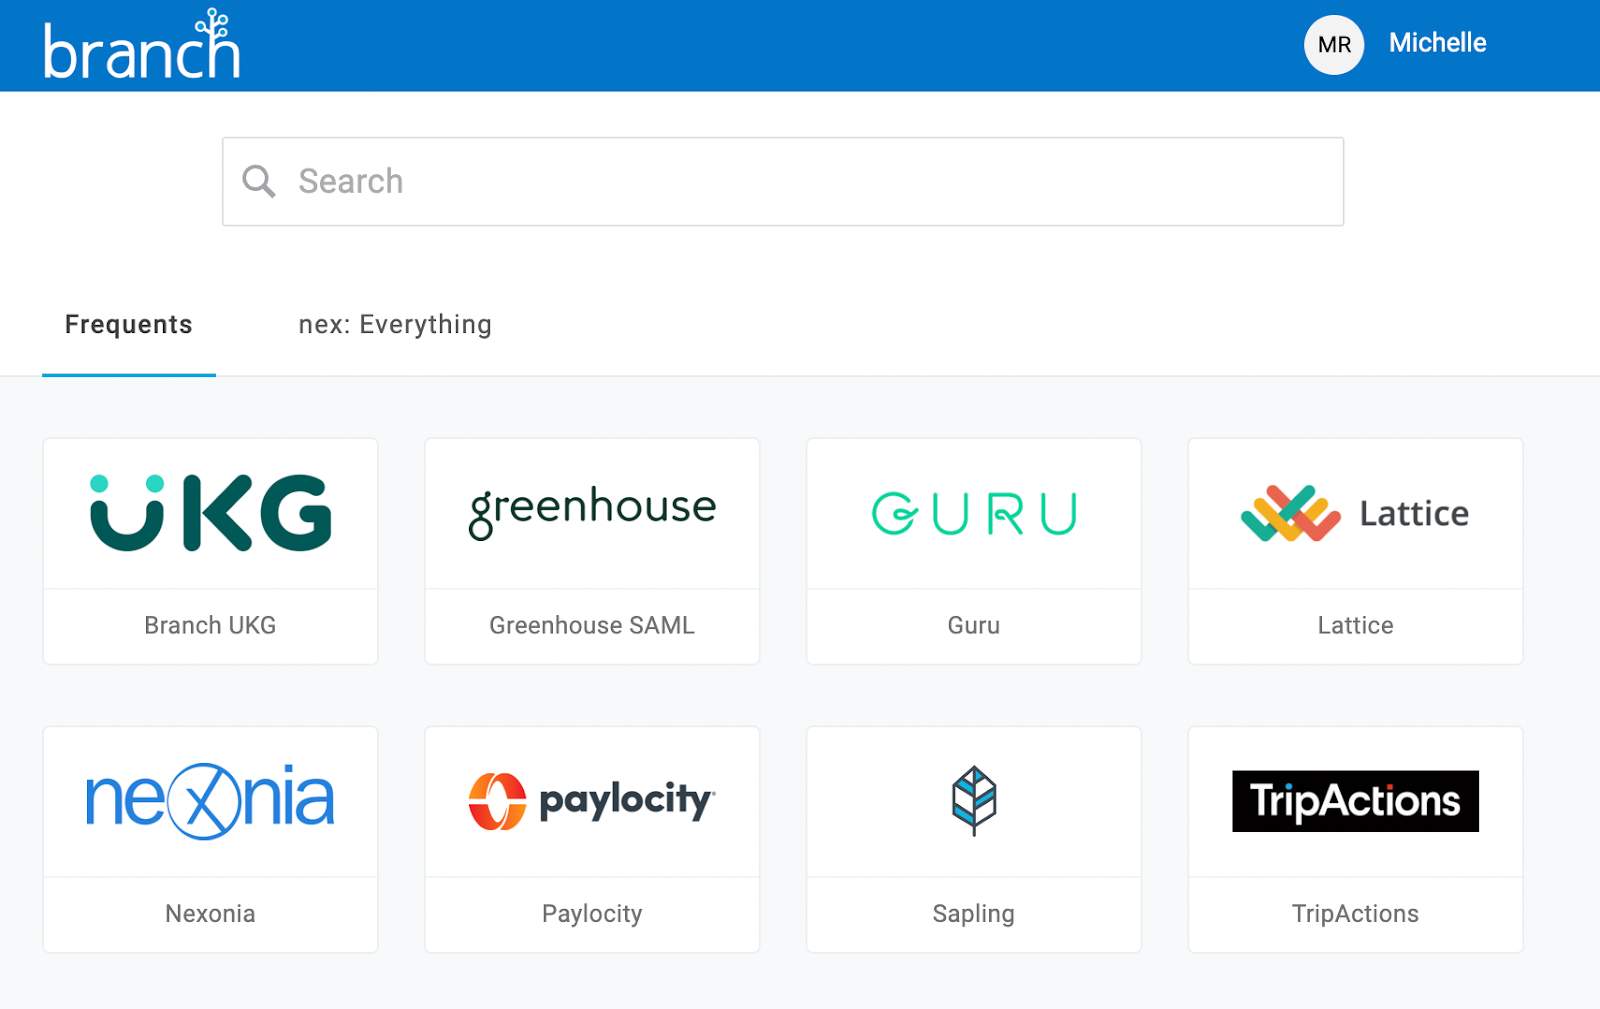 branch
MR Michelle
Search
Frequents nex: Everything
UKG greenhouse GURU Lattice
Branch UKG Greenhouse SAML Guru Lattice
nexonia paylocity TripActions
Nexonia Paylocity Sapling TripActions